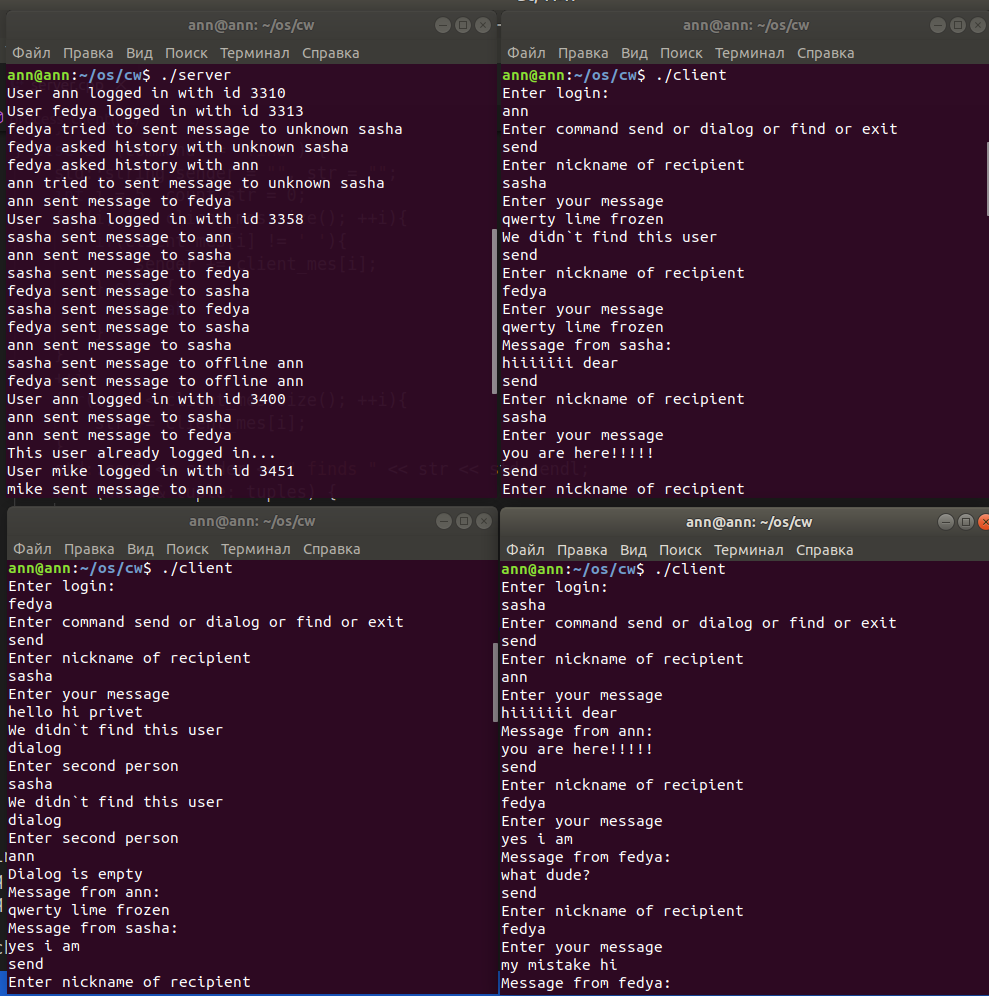 ann@ann: ~/os/cw
Файл Правка Вид Поиск Терминал Справка
ann@ann:~/os/cw$ ./server
User ann logged in with id 3310
User fedya logged in with id 3313
fedya tried to sent message to unknown sasha
fedya asked history with unknown sasha
fedya asked history with ann
ann tried to sent message to unknown sasha
ann sent message to fedya
User sasha logged in with id 3358
sasha sent message to ann
ann sent message to sasha
sasha sent message to fedya
fedya sent message to sasha
sasha sent message to fedya
fedya sent message to sasha
ann sent message to sasha
sasha sent message to offline ann
fedya sent message to offline ann
User ann logged in with id 3400
ann sent message to sasha
ann sent message to fedya
This user already logged in...
User mike logged in with id 3451
mike sent message to ann
ann@ann: ~/os/cw
Файл Правка Вид Поиск Терминал Справка
ann@ann:~/os/cw$ ./client
Enter login:
ann
Enter command send or dialog or find or exit
send
Enter nickname of recipient
sasha
Enter your message
qwerty lime frozen
We didn`t find this user
send
Enter nickname of recipient
fedya
Enter your message
qwerty lime frozen
Message from sasha:
hiiiiiii dear
send
Enter nickname of recipient
sasha
Enter your message
you are here!!!!!
send
Enter nickname of recipient
ann@ann: ~/os/cw
Файл Правка Вид Поиск Терминал Справка
ann@ann:~/os/cw$ ./client
Enter login:
fedya
Enter command send or dialog or find or exit
send
Enter nickname of recipient
sasha
Enter your message
hello hi privet
We didn`t find this user
dialog
Enter second person
sasha
We didn`t find this user
dialog
Enter second person
ann
Dialog is empty
Message from ann:
qwerty lime frozen
Message from sasha:
yes i am
send
Enter nickname of recipient
ann@ann: ~/os/cw
Файл Правка Вид Поиск Терминал Справка
ann@ann:~/os/cw$ ./client
Enter login:
sasha
Enter command send or dialog or find or exit
send
Enter nickname of recipient
ann
Enter your message
hiiiiiii dear
Message from ann:
you are here!!!!!
send
Enter nickname of recipient
fedya
Enter your message
yes i am
Message from fedya:
what dude?
send
Enter nickname of recipient
fedya
Enter your message
my mistake hi
Message from fedya: